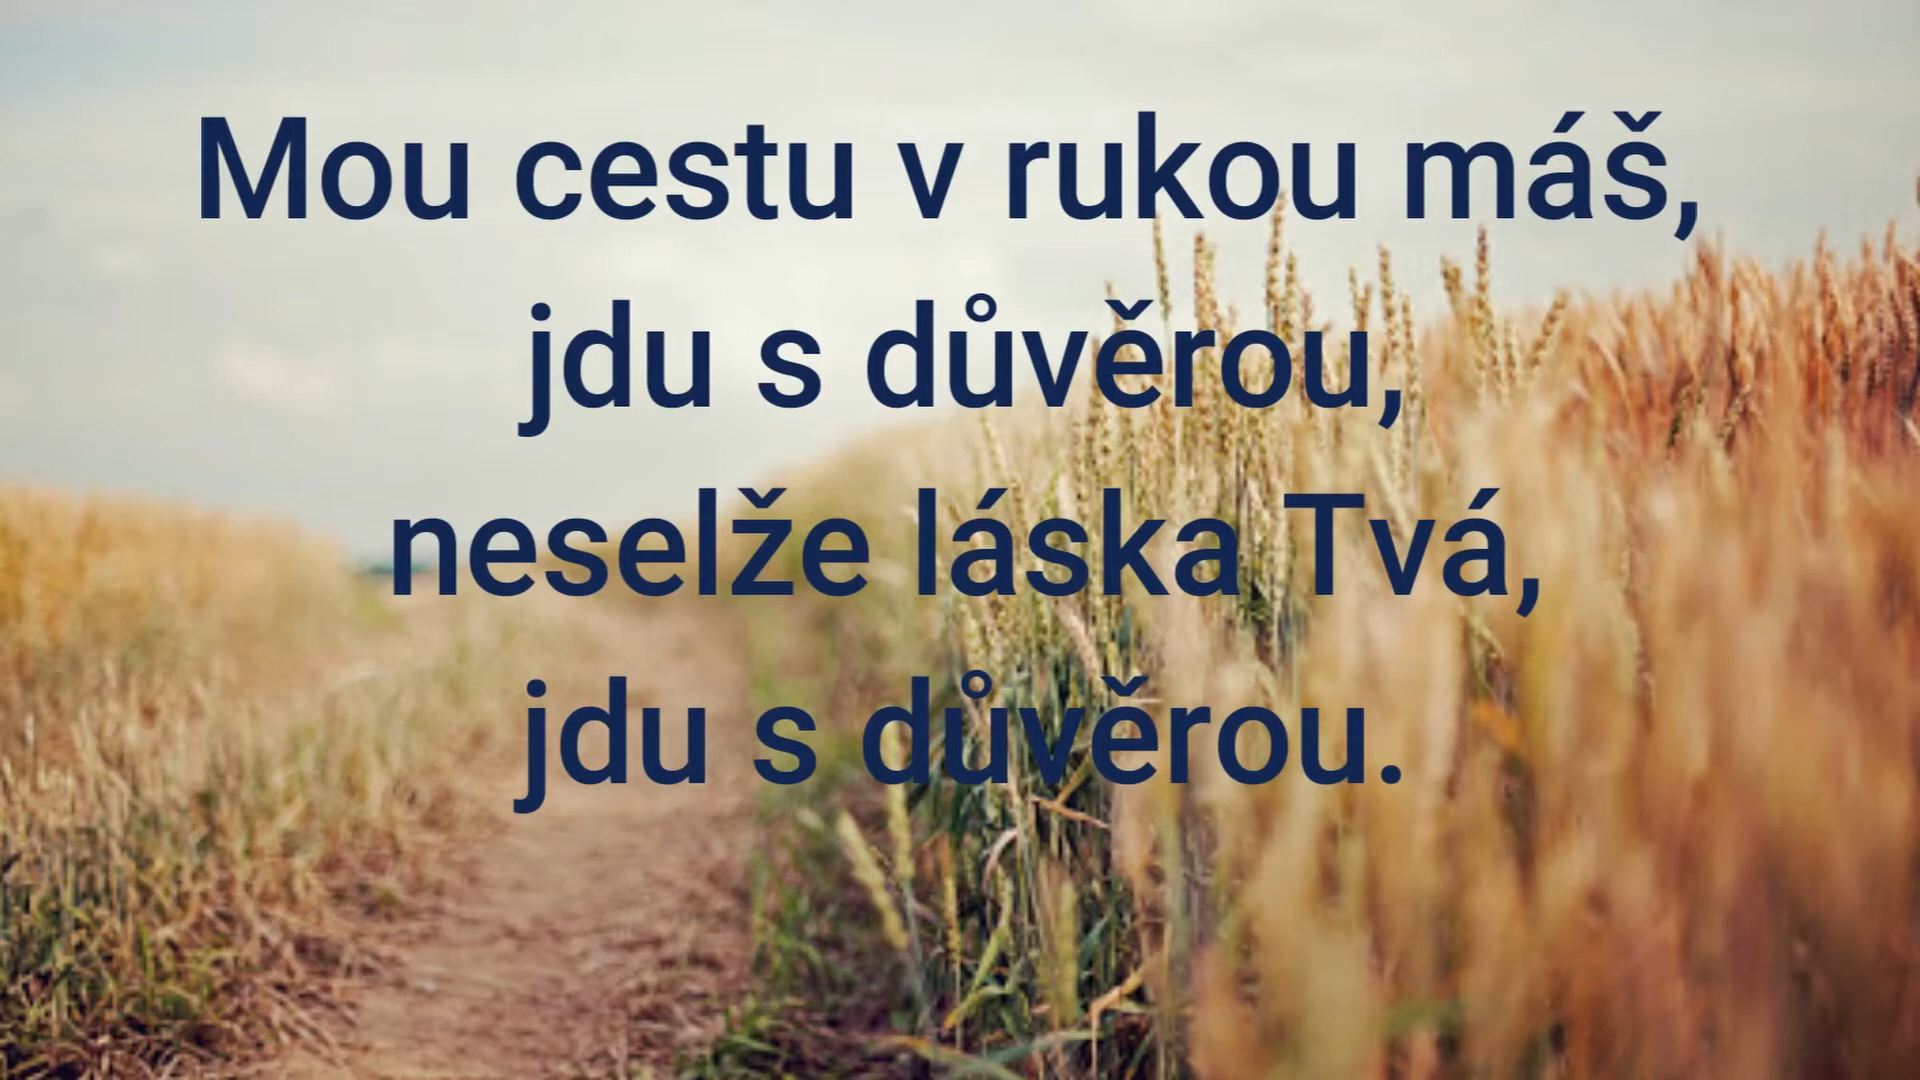 Mou cestu v rukou máš,
jdu s důvěrou,
neselže láska Tvá,
jdu s důvěrou.